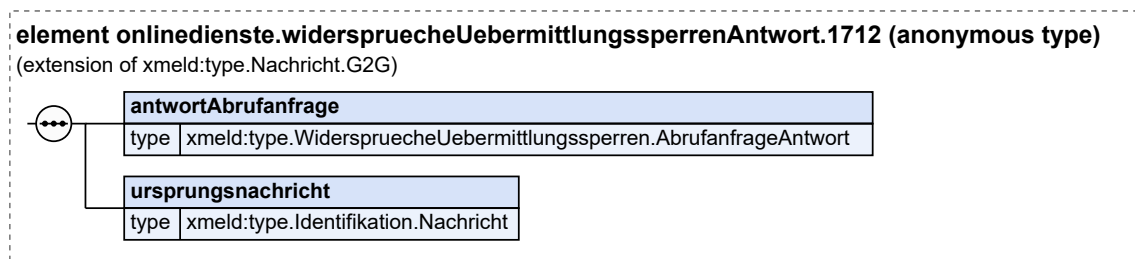 element onlinedienste.widerspruecheUebermittlungssperrenAntwort.1712 (anonymous type)
(extension of xmeld:type.Nachricht.G2G)
antwortAbrufanfrage
type xmeld:type.WiderspruecheUebermittlungssperren.AbrufanfrageAntwort
ursprungsnachricht
type xmeld:type.Identifikation.Nachricht